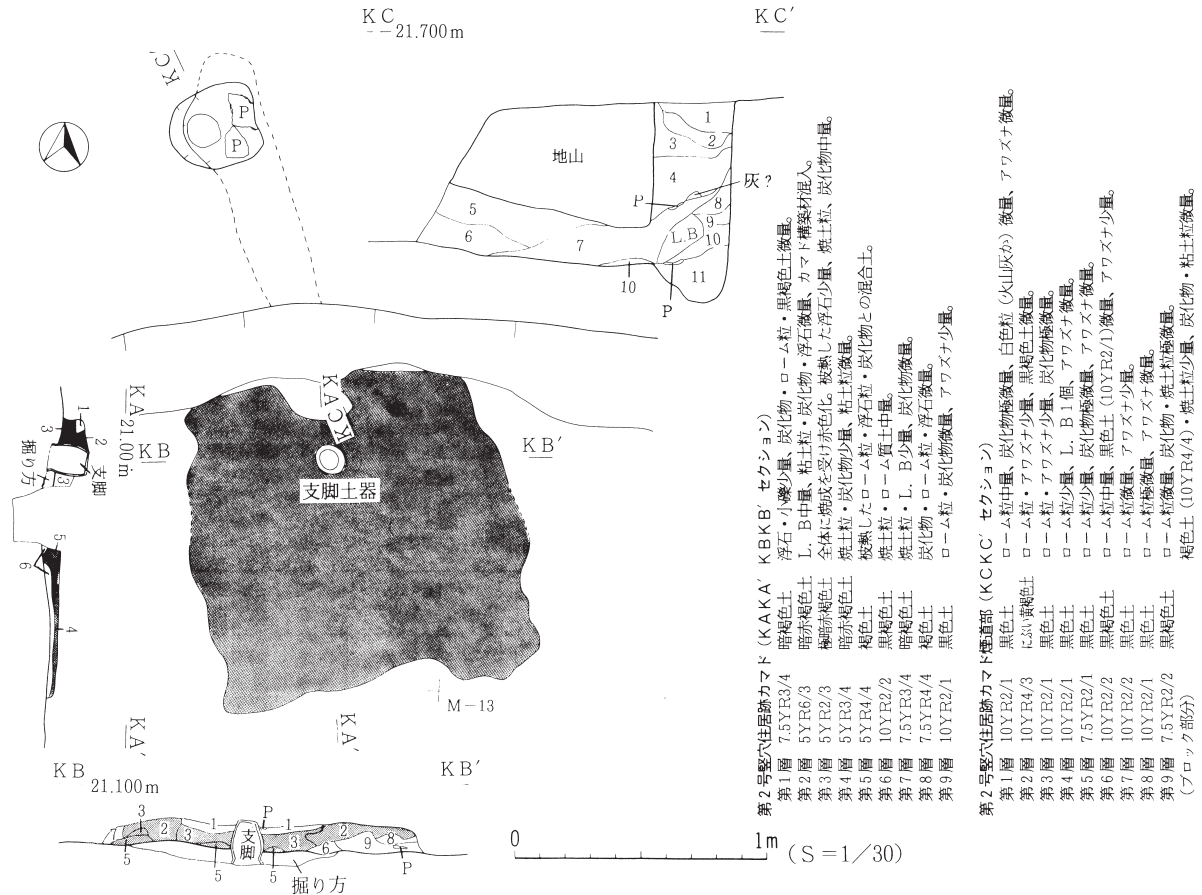 KC
21.700m
KC′
KC′
P
P
地山
1
2
3
4
灰?
P
5
6
7
8
9
10
L.B
10
11
P
KA
21.00m
KA
KC
KB
KB′
支脚土器
1
3
2
支脚
3
掘り方
5
6
4
M-13
KA′
KA′
KB
21.100m
KB′
7
3
2
3
1
P
1
2
支脚
3
6
9
8
5
5
5
P
掘り方
0
1m
(S=1/30)
第2号竪穴住居跡カマド(KAKA′ KBKB′セクション)
第1層 7.5YR3/4 暗褐色土 浮石・小礫少量、炭化物・ローム粒・黒褐色土微量。
第2層 5YR6/3 暗赤褐色土 L.B中量、粘土粒・炭化物・浮石微量、カマド構築材混入。
第3層 5YR2/3 極暗赤褐色土 全体に焼成を受け赤色化。被熱した浮石少量、焼土粒、炭化物中量。
第4層 5YR3/4 暗赤褐色土 焼土粒・炭化物少量、粘土粒微量。
第5層 5YR4/4 褐色土 被熱したローム粒・浮石粒・炭化物との混合土。
第6層 10YR2/2 黒褐色土 焼土粒・ローム質土中量。
第7層 7.5YR3/4 暗褐色土 焼土粒・L.B少量、炭化物微量。
第8層 7.5YR4/4 褐色土 炭化物・ローム粒・浮石微量。
第9層 10YR2/1 黒色土 ローム粒・炭化物微量、アワズナ少量。
第2号竪穴住居跡カマド煙道部(KCKC′セクション)
第1層 10YR2/1 黒色土 ローム粒中量、炭化物極微量、白色粒(火山灰か)微量、アワズナ微量。
第2層 10YR4/3 にぶい黄褐色土 ローム粒・アワズナ少量、黒褐色土微量。
第3層 10YR2/1 黒色土 ローム粒・アワズナ少量、炭化物極微量。
第4層 10YR2/1 黒色土 ローム粒少量、L.B1個、アワズナ微量。
第5層 7.5YR2/1 黒色土 ローム粒少量、炭化物極微量、アワズナ微量。
第6層 10YR2/2 黒褐色土 ローム粒中量、黒色土(10YR2/1)微量、アワズナ少量。
第7層 10YR2/2 黒色土 ローム粒微量、アワズナ少量。
第8層 10YR2/1 黒色土 ローム粒極微量、アワズナ微量。
第9層 7.5YR2/2 黒褐色土 ローム粒微量、炭化物・焼土粒極微量。
(ブロック部分) 褐色土(10YR4/4)・焼土粒少量、炭化物・粘土粒微量。